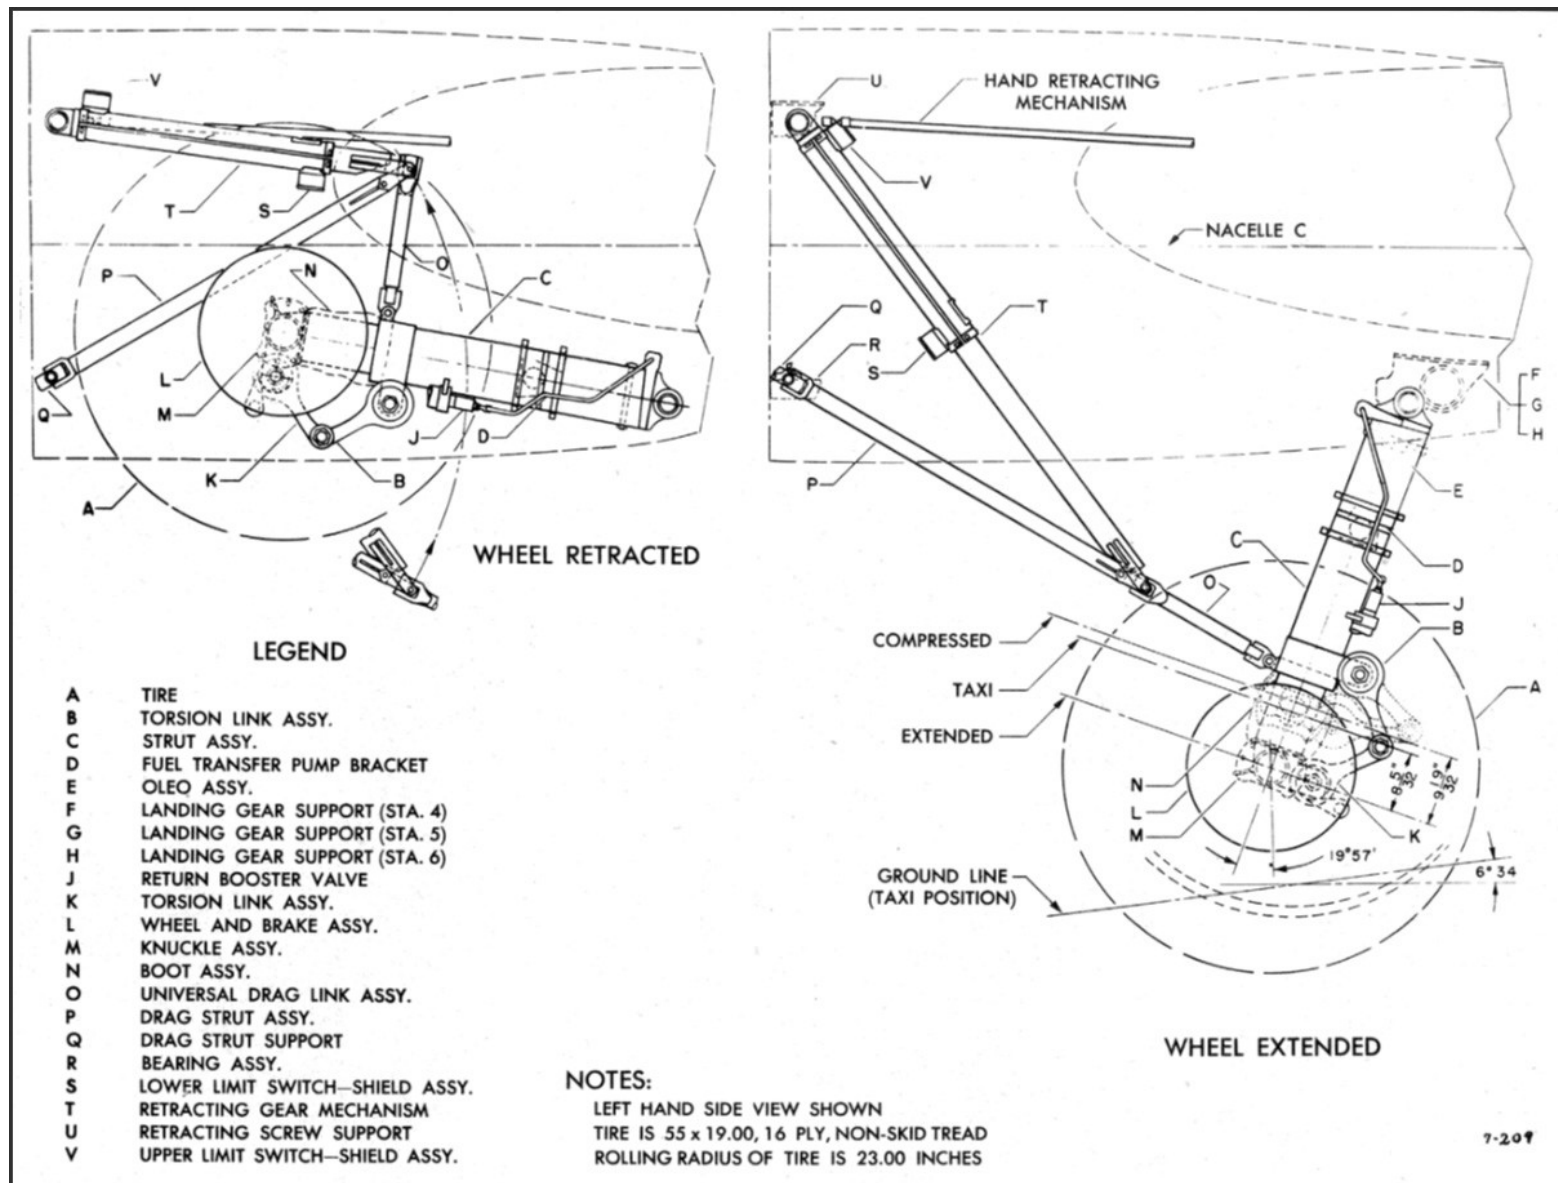 V
T
S
P
N
O
C
L
M
Q
J
D
K
B
A
WHEEL RETRACTED
U
HAND RETRACTING
MECHANISM
V
NACELLE C
Q
R
T
S
P
F
G
H
E
C
D
O
J
B
A
COMPRESSED
TAXI
EXTENDED
N
L
M
K
8 5/32"
9 19/32"
19°57'
6° 34
GROUND LINE
(TAXI POSITION)
WHEEL EXTENDED
LEGEND
A TIRE
B TORSION LINK ASSY.
C STRUT ASSY.
D FUEL TRANSFER PUMP BRACKET
E OLEO ASSY.
F LANDING GEAR SUPPORT (STA. 4)
G LANDING GEAR SUPPORT (STA. 5)
H LANDING GEAR SUPPORT (STA. 6)
J RETURN BOOSTER VALVE
K TORSION LINK ASSY.
L WHEEL AND BRAKE ASSY.
M KNUCKLE ASSY.
N BOOT ASSY.
O UNIVERSAL DRAG LINK ASSY.
P DRAG STRUT ASSY.
Q DRAG STRUT SUPPORT
R BEARING ASSY.
S LOWER LIMIT SWITCH—SHIELD ASSY.
T RETRACTING GEAR MECHANISM
U RETRACTING SCREW SUPPORT
V UPPER LIMIT SWITCH—SHIELD ASSY.
NOTES:
LEFT HAND SIDE VIEW SHOWN
TIRE IS 55 x 19.00, 16 PLY, NON-SKID TREAD
ROLLING RADIUS OF TIRE IS 23.00 INCHES
7-209